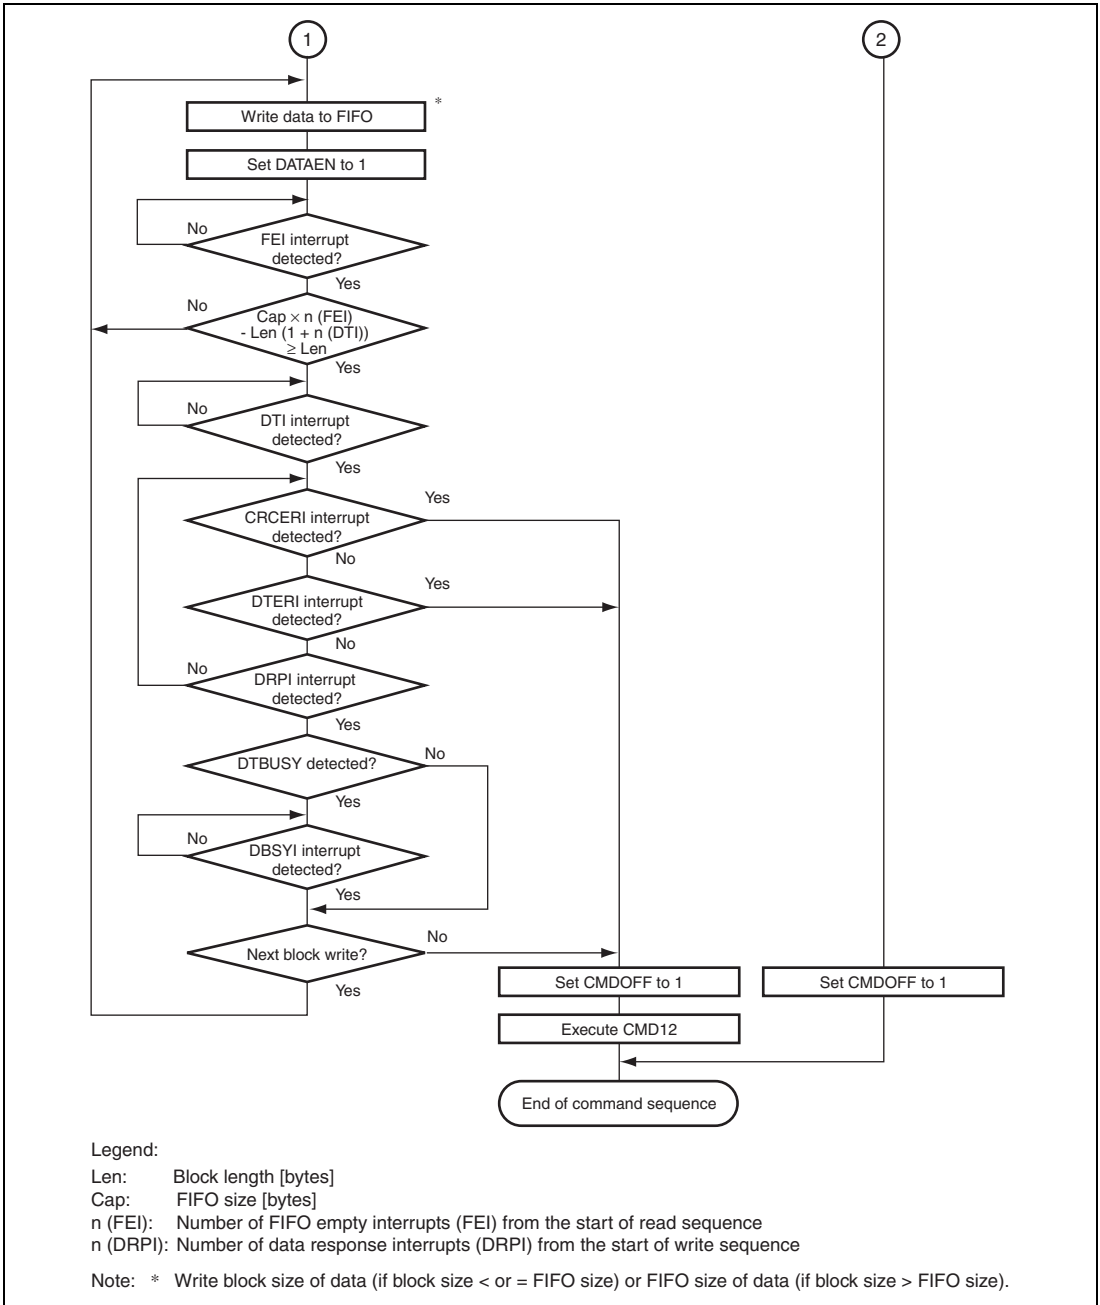 1
2
Write data to FIFO
*
Set DATAEN to 1
No
FEI interrupt
detected?
Yes
No
Cap × n (FEI)
- Len (1 + n (DTI))
≥ Len
Yes
No
DTI interrupt
detected?
Yes
Yes
CRCERI interrupt
detected?
No
Yes
DTERI interrupt
detected?
No
No
DRPI interrupt
detected?
Yes
No
DTBUSY detected?
Yes
No
DBSYI interrupt
detected?
Yes
No
Next block write?
Yes
Set CMDOFF to 1
Set CMDOFF to 1
Execute CMD12
End of command sequence
Legend:
Len: Block length [bytes]
Cap: FIFO size [bytes]
n (FEI): Number of FIFO empty interrupts (FEI) from the start of read sequence
n (DRPI): Number of data response interrupts (DRPI) from the start of write sequence
Note: * Write block size of data (if block size < or = FIFO size) or FIFO size of data (if block size > FIFO size).